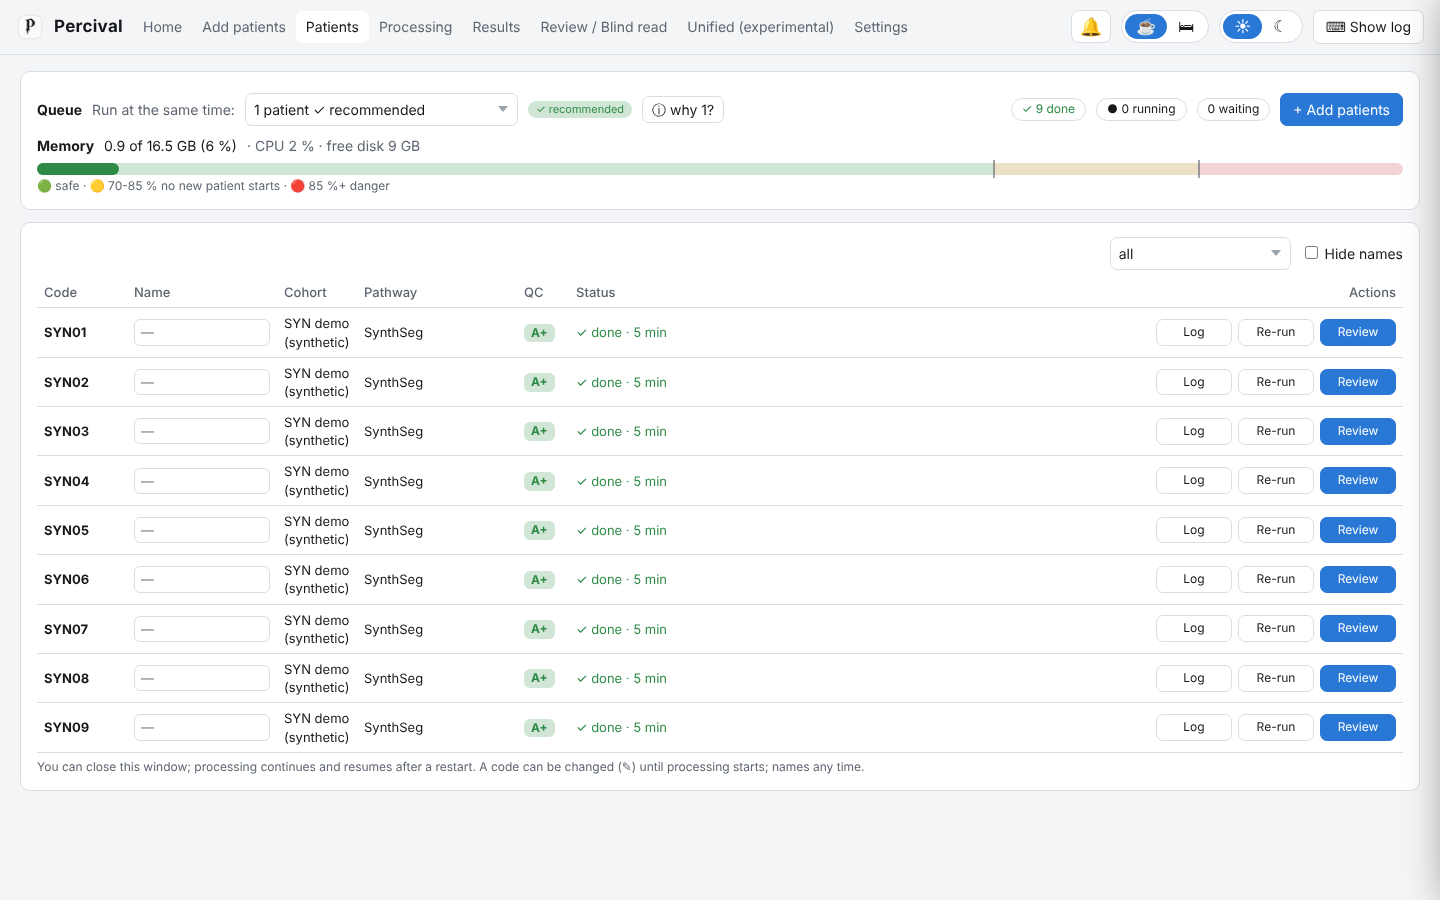 Percival Home Add patients Patients Processing Results Review / Blind read Unified (experimental) Settings Show log
Queue Run at the same time: 1 patient ✓ recommended ✓ recommended ⓘ why 1? ✓ 9 done ● 0 running 0 waiting + Add patients
Memory 0.9 of 16.5 GB (6 %) · CPU 2 % · free disk 9 GB
safe · 70-85 % no new patient starts · 85 %+ danger
all Hide names
Code Name Cohort Pathway QC Status Actions
SYN01 — SYN demo (synthetic) SynthSeg A+ ✓ done · 5 min Log Re-run Review
SYN02 — SYN demo (synthetic) SynthSeg A+ ✓ done · 5 min Log Re-run Review
SYN03 — SYN demo (synthetic) SynthSeg A+ ✓ done · 5 min Log Re-run Review
SYN04 — SYN demo (synthetic) SynthSeg A+ ✓ done · 5 min Log Re-run Review
SYN05 — SYN demo (synthetic) SynthSeg A+ ✓ done · 5 min Log Re-run Review
SYN06 — SYN demo (synthetic) SynthSeg A+ ✓ done · 5 min Log Re-run Review
SYN07 — SYN demo (synthetic) SynthSeg A+ ✓ done · 5 min Log Re-run Review
SYN08 — SYN demo (synthetic) SynthSeg A+ ✓ done · 5 min Log Re-run Review
SYN09 — SYN demo (synthetic) SynthSeg A+ ✓ done · 5 min Log Re-run Review
You can close this window; processing continues and resumes after a restart. A code can be changed (✎) until processing starts; names any time.